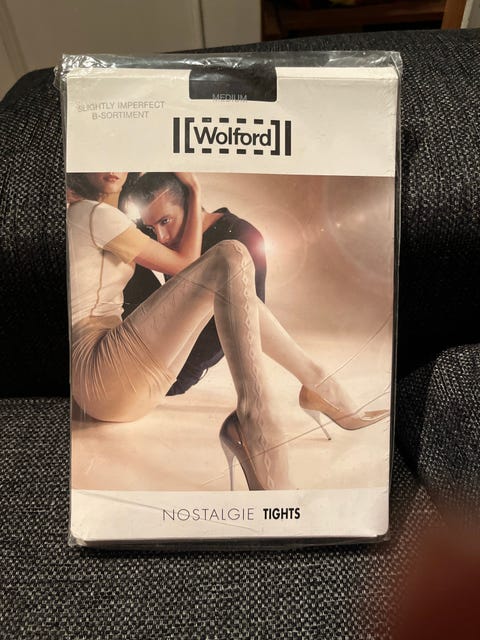 MEDIUM
SLIGHTLY IMPERFECT
B-SORTIMENT
Wolford
NOSTALGIE TIGHTS